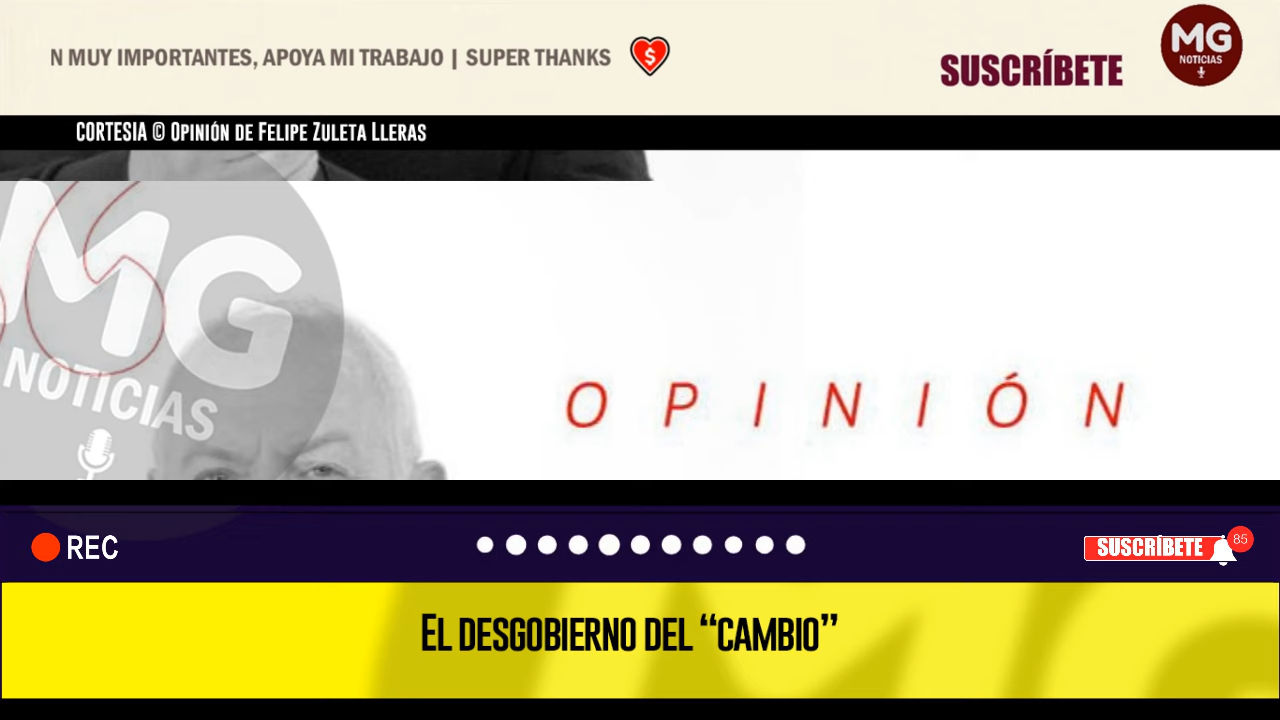 N MUY IMPORTANTES, APOYA MI TRABAJO | SUPER THANKS
$
SUSCRÍBETE
MG
NOTICIAS
CORTESIA © OPINIÓN DE FELIPE ZULETA LLERAS
MG
NOTICIAS
OPINIÓN
REC
SUSCRÍBETE
85
EL DESGOBIERNO DEL “CAMBIO”